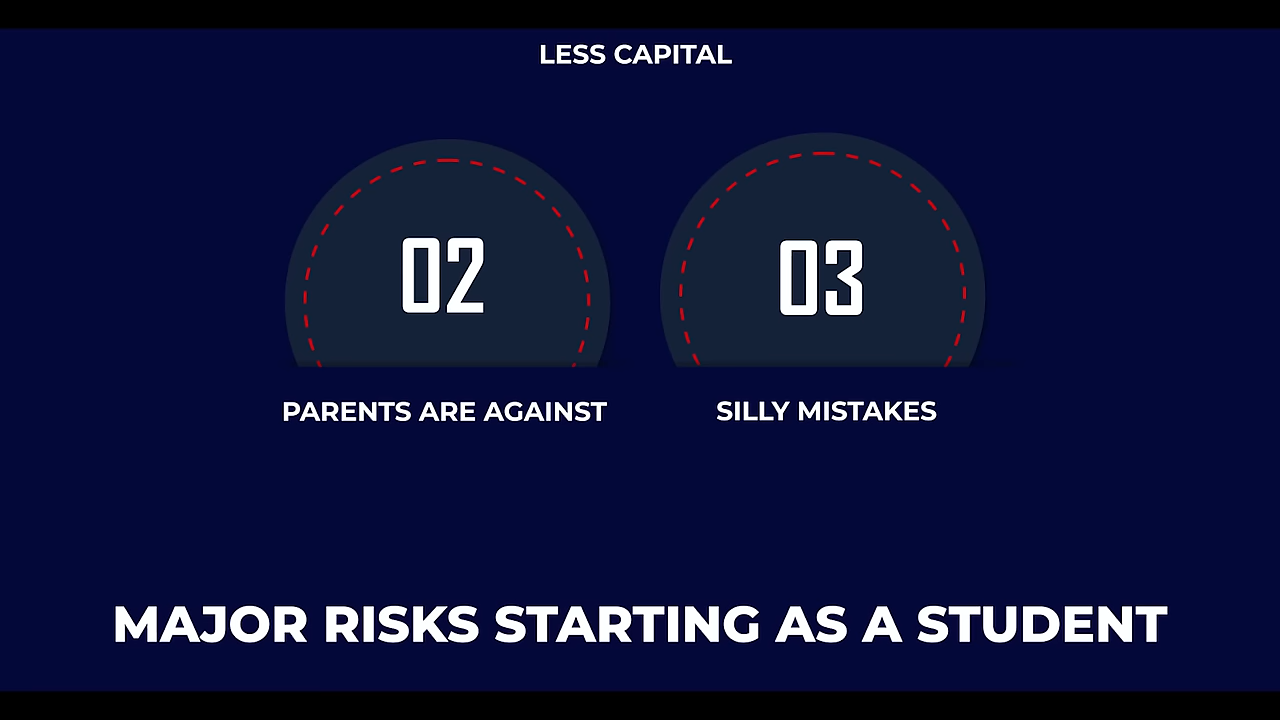 LESS CAPITAL
02
03
PARENTS ARE AGAINST
SILLY MISTAKES
MAJOR RISKS STARTING AS A STUDENT